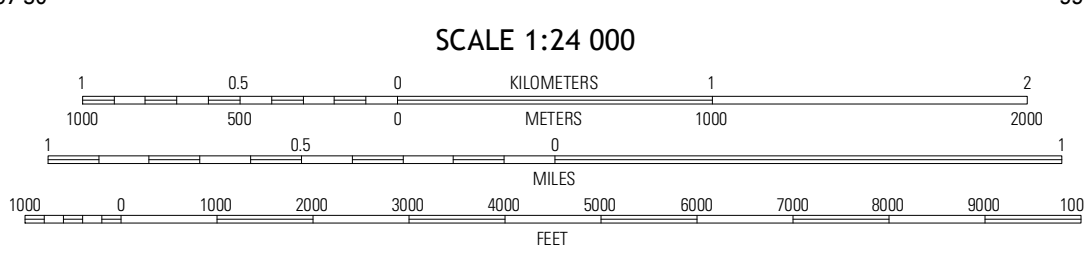 SCALE 1:24 000
1 0.5 0 KILOMETERS 1 2
1000 500 0 METERS 1000 2000
1 0.5 0 1
MILES
1000 0 1000 2000 3000 4000 5000 6000 7000 8000 9000 100
FEET